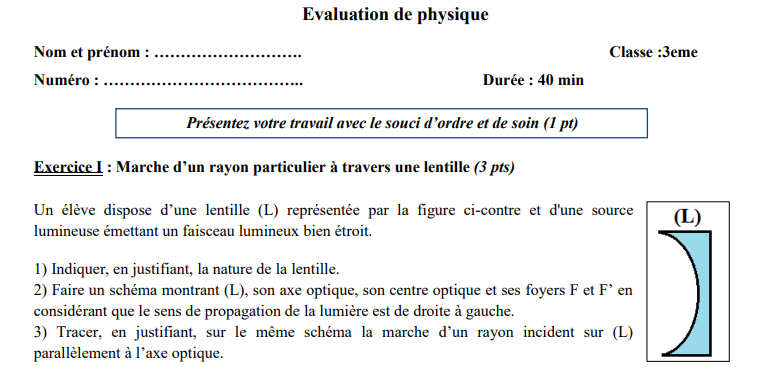 Evaluation de physique
Nom et prénom : ………………………. Classe :3eme
Numéro : ……………………………….. Durée : 40 min
Présentez votre travail avec le souci d’ordre et de soin (1 pt)
Exercice I : Marche d’un rayon particulier à travers une lentille (3 pts)
Un élève dispose d’une lentille (L) représentée par la figure ci-contre et d'une source
lumineuse émettant un faisceau lumineux bien étroit.
(L)
1) Indiquer, en justifiant, la nature de la lentille.
2) Faire un schéma montrant (L), son axe optique, son centre optique et ses foyers F et F’ en
considérant que le sens de propagation de la lumière est de droite à gauche.
3) Tracer, en justifiant, sur le même schéma la marche d’un rayon incident sur (L)
parallèlement à l’axe optique.